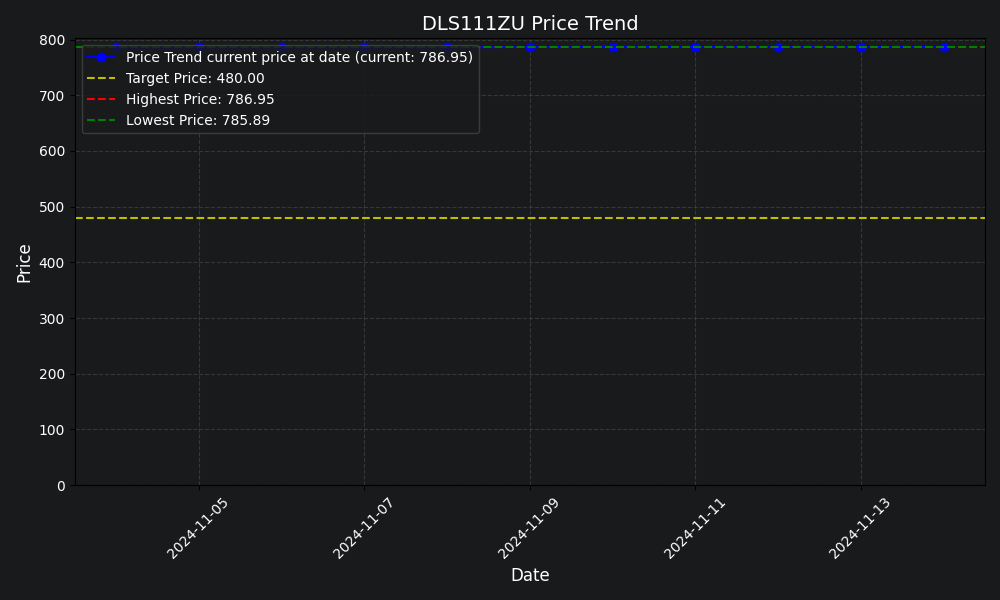 DLS111ZU Price Trend
Price Trend current price at date (current: 786.95)
Target Price: 480.00
Highest Price: 786.95
Lowest Price: 785.89
800
700
600
500
400
300
200
100
0
Price
2024-11-05
2024-11-07
2024-11-09
2024-11-11
2024-11-13
Date